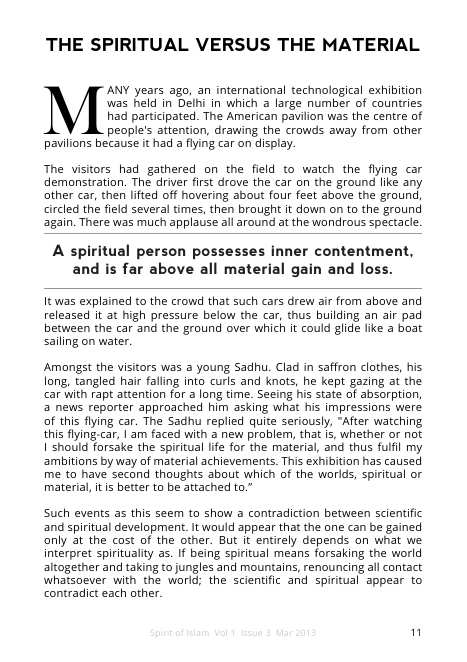 THE SPIRITUAL VERSUS THE MATERIAL
MANY years ago, an international technological exhibition
was held in Delhi in which a large number of countries
had participated. The American pavilion was the centre of
people's attention, drawing the crowds away from other
pavilions because it had a flying car on display.
The visitors had gathered on the field to watch the flying car
demonstration. The driver first drove the car on the ground like any
other car, then lifted off hovering about four feet above the ground,
circled the field several times, then brought it down on to the ground
again. There was much applause all around at the wondrous spectacle.
A spiritual person possesses inner contentment,
and is far above all material gain and loss.
It was explained to the crowd that such cars drew air from above and
released it at high pressure below the car, thus building an air pad
between the car and the ground over which it could glide like a boat
sailing on water.
Amongst the visitors was a young Sadhu. Clad in saffron clothes, his
long, tangled hair falling into curls and knots, he kept gazing at the
car with rapt attention for a long time. Seeing his state of absorption,
a news reporter approached him asking what his impressions were
of this flying car. The Sadhu replied quite seriously, "After watching
this flying-car, I am faced with a new problem, that is, whether or not
I should forsake the spiritual life for the material, and thus fulfil my
ambitions by way of material achievements. This exhibition has caused
me to have second thoughts about which of the worlds, spiritual or
material, it is better to be attached to.”
Such events as this seem to show a contradiction between scientific
and spiritual development. It would appear that the one can be gained
only at the cost of the other. But it entirely depends on what we
interpret spirituality as. If being spiritual means forsaking the world
altogether and taking to jungles and mountains, renouncing all contact
whatsoever with the world; the scientific and spiritual appear to
contradict each other.
Spirit of Islam Vol 1 Issue 3 Mar 2013 11